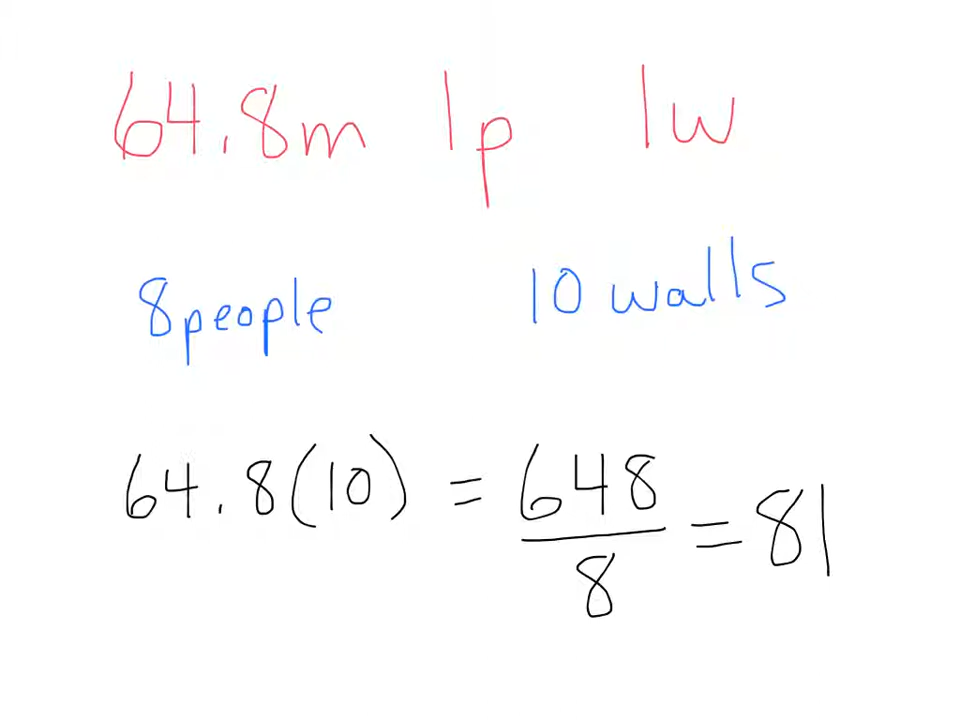 64.8m 1p 1w
8people 10 walls
64.8(10) = 648/8 = 81